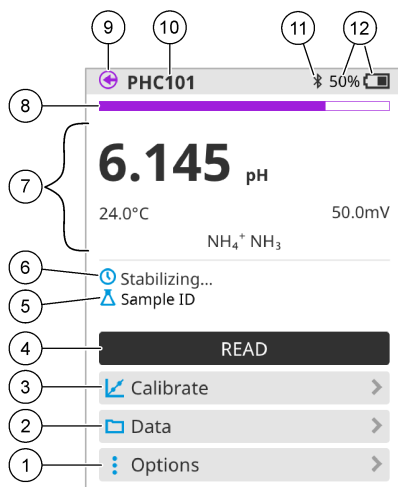 9 10 11 12
PHC101 50%
8
7
6.145 pH
24.0°C 50.0mV
NH₄⁺ NH₃
6 Stabilizing...
5 Sample ID
4 READ
3 Calibrate
2 Data
1 Options